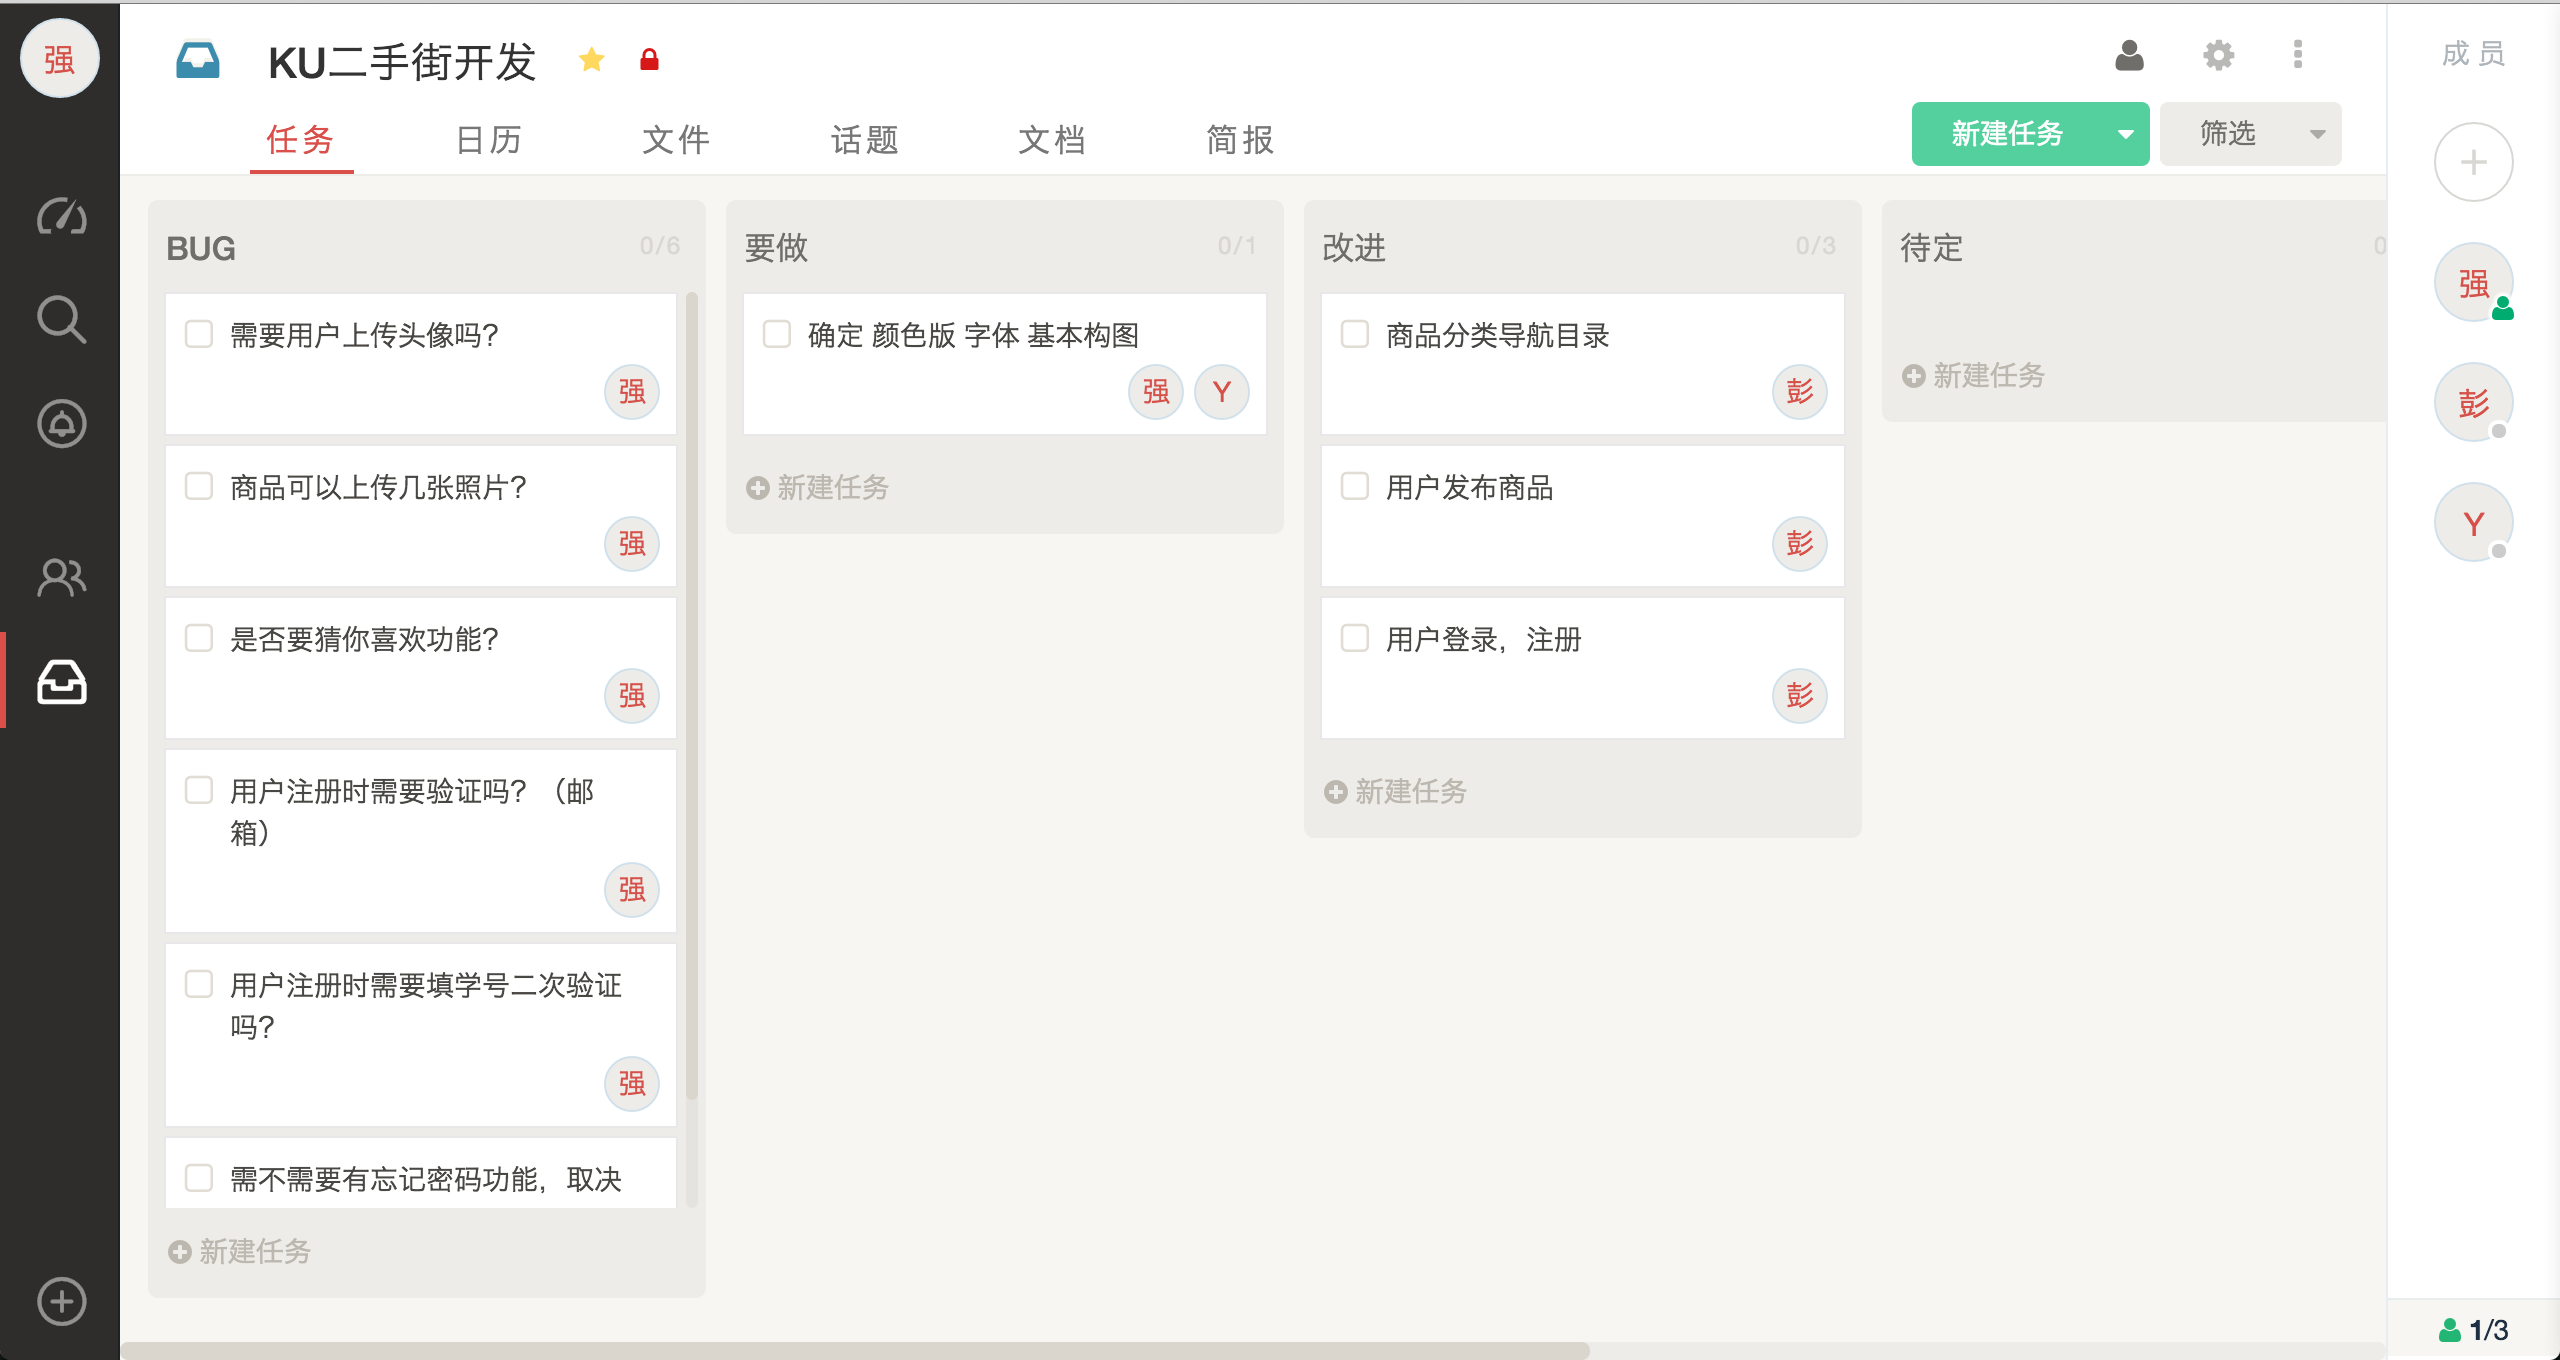 强
KU二手街开发
任务
日历
文件
话题
文档
简报
新建任务
筛选
成员
BUG
0/6
需要用户上传头像吗?
强
商品可以上传几张照片?
强
是否要猜你喜欢功能?
强
用户注册时需要验证吗？（邮
箱）
强
用户注册时需要填学号二次验证
吗?
强
需不需要有忘记密码功能，取决
新建任务
要做
0/1
确定 颜色版 字体 基本构图
强
Y
新建任务
改进
0/3
商品分类导航目录
彭
用户发布商品
彭
用户登录，注册
彭
新建任务
待定
0
新建任务
强
彭
Y
1/3